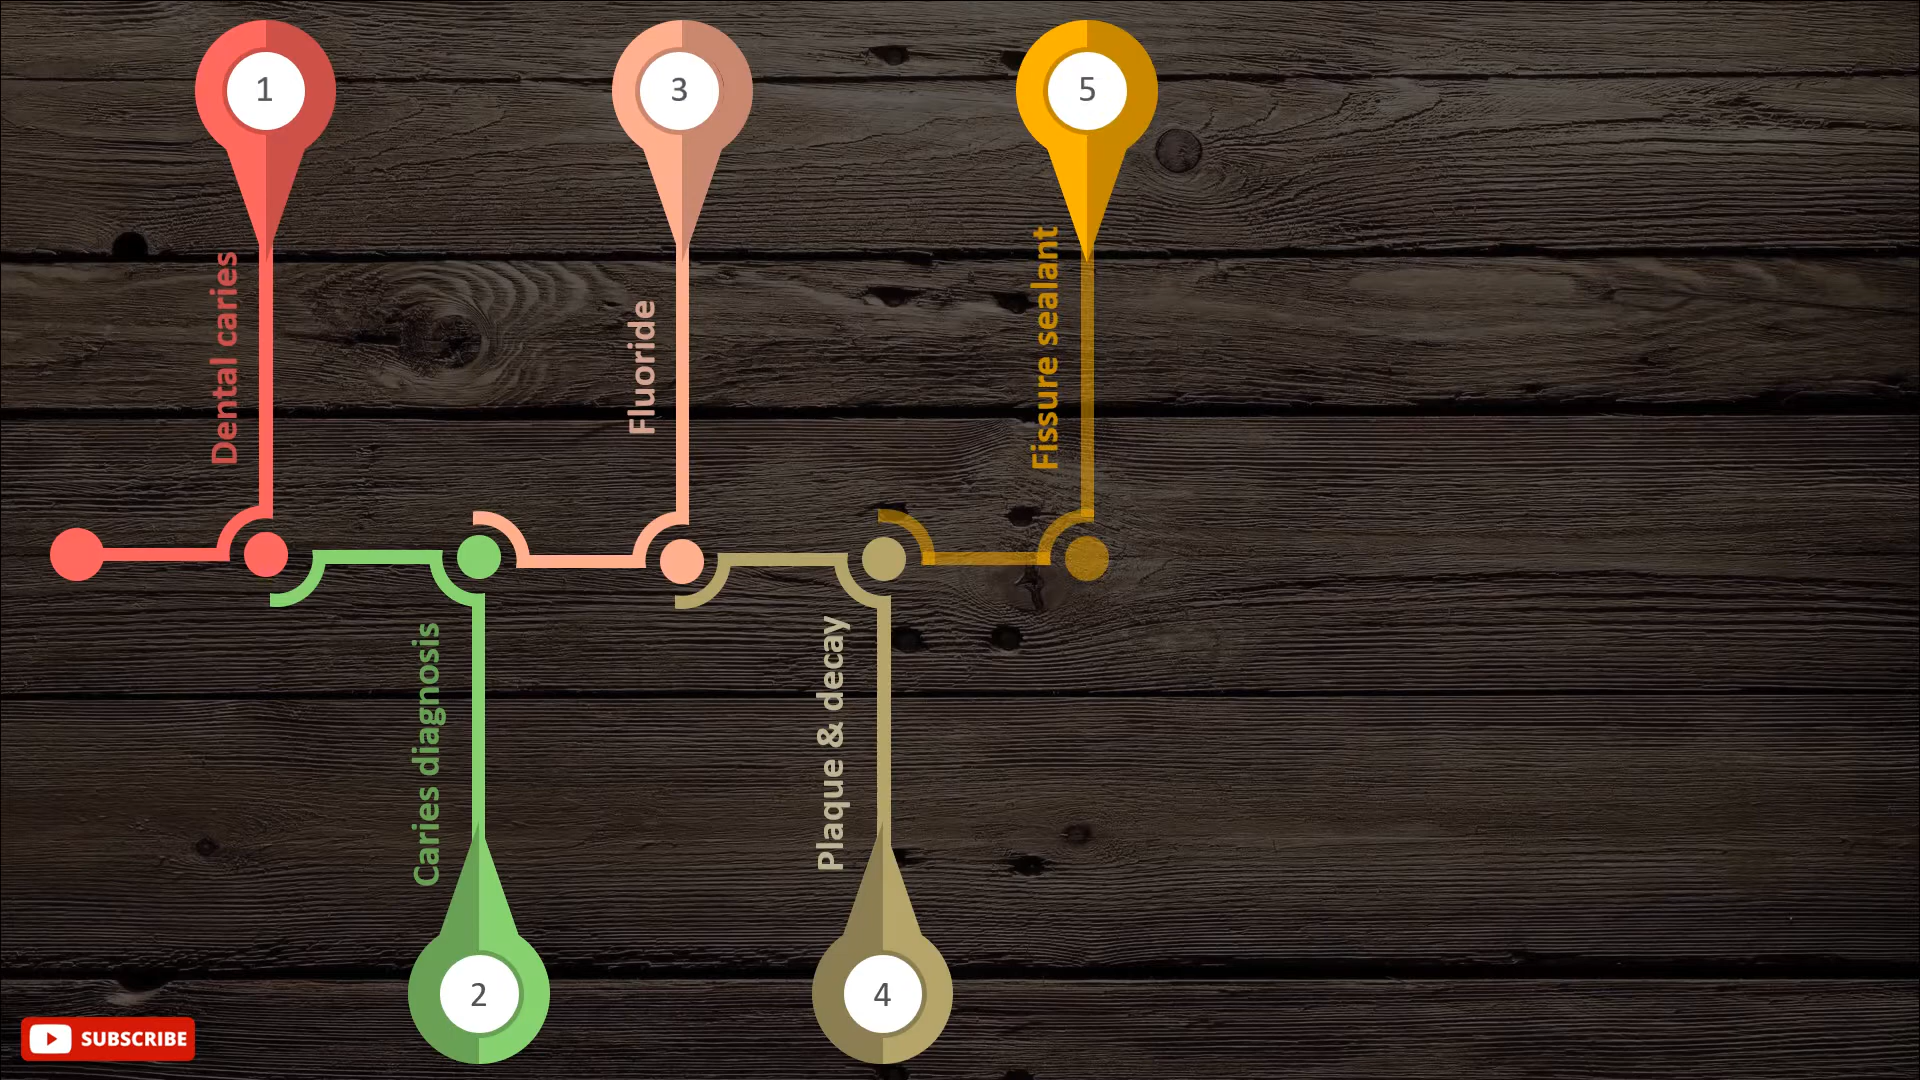 1
Dental caries
2
Caries diagnosis
3
Fluoride
4
Plaque & decay
5
Fissure sealant
SUBSCRIBE